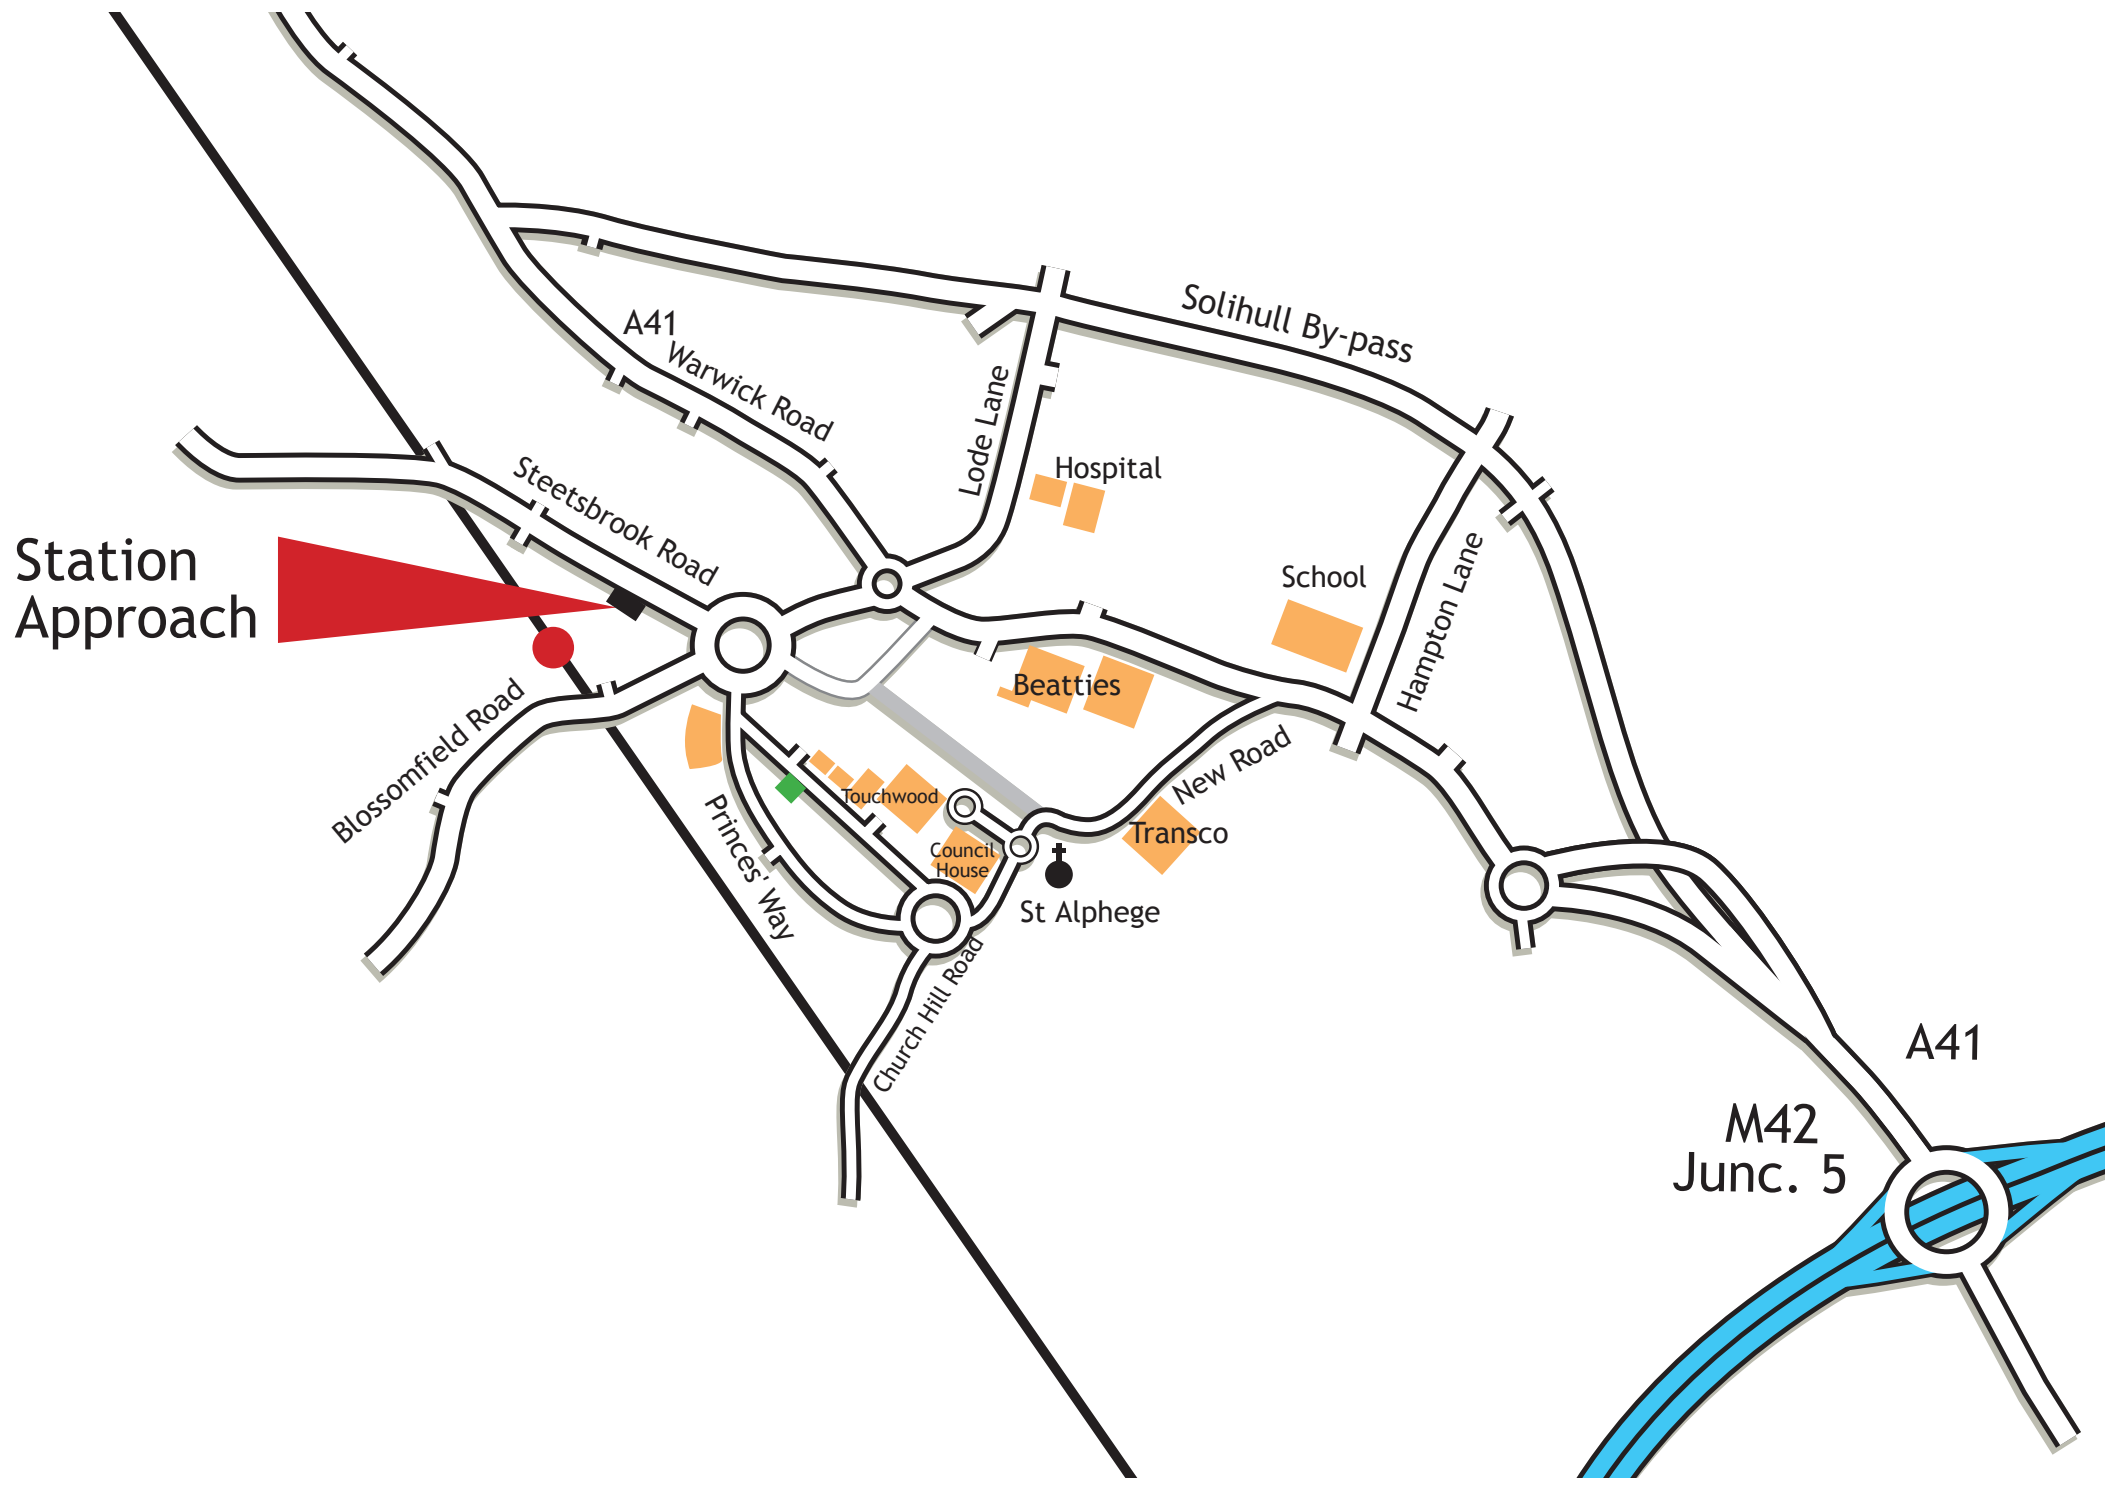 Solihull By-pass
A41
Warwick Road
Lode Lane
Hospital
Steetsbrook Road
Station
Approach
School
Hampton Lane
Beatties
Blossomfield Road
New Road
Touchwood
Princes' Way
Transco
Council
House
St Alphege
Church Hill Road
A41
M42
Junc. 5